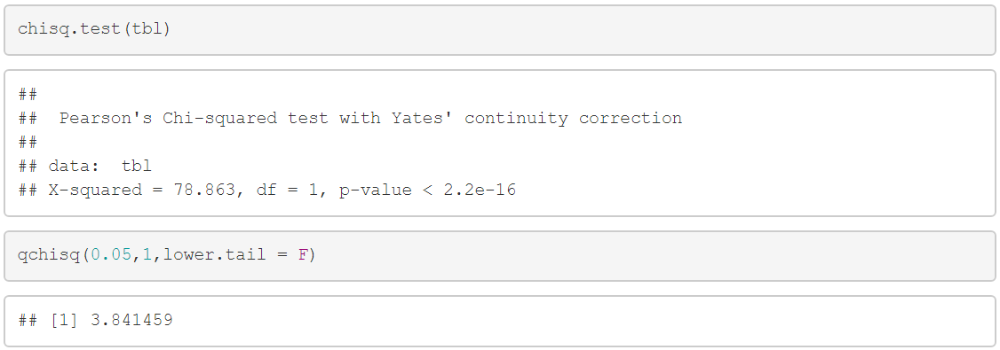 chisq.test(tbl)
##
##  Pearson's Chi-squared test with Yates' continuity correction
##
## data:  tbl
## X-squared = 78.863, df = 1, p-value < 2.2e-16
qchisq(0.05,1,lower.tail = F)
## [1] 3.841459